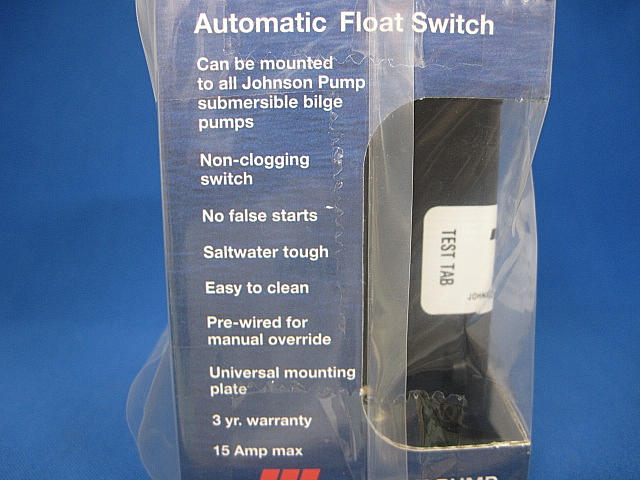 Automatic Float Switch
Can be mounted
to all Johnson Pump
submersible bilge
pumps
Non-clogging
switch
No false starts
Saltwater tough
Easy to clean
Pre-wired for
manual override
Universal mounting
plate
3 yr. warranty
15 Amp max
TEST TAB